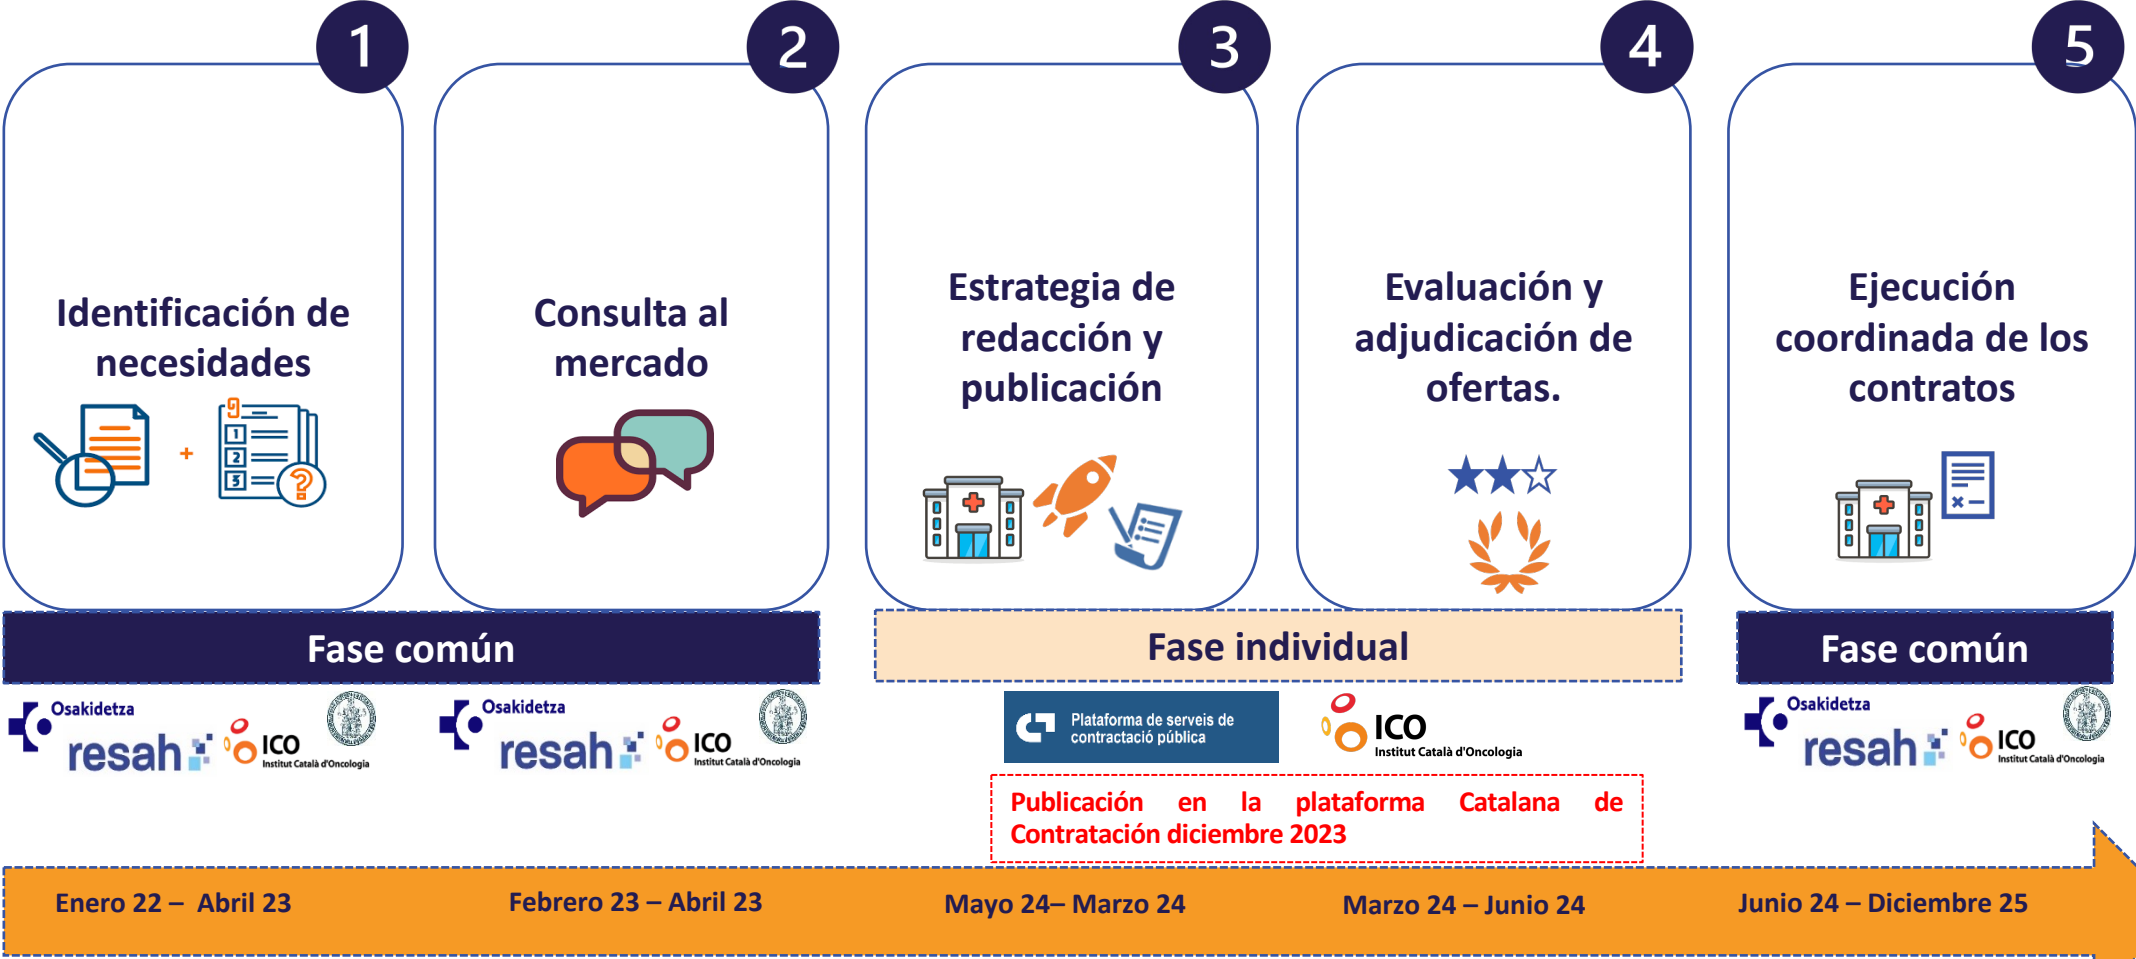 1
2
3
4
5
Identificación de
necesidades
1
2
3
?
+
Consulta al
mercado
Estrategia de
redacción y
publicación
Evaluación y
adjudicación de
ofertas.
Ejecución
coordinada de los
contratos
Fase común
Fase individual
Fase común
Osakidetza
resah
ICO
Institut Català d'Oncologia
Osakidetza
resah
ICO
Institut Català d'Oncologia
Plataforma de serveis de
contractació pública
ICO
Institut Català d'Oncologia
Osakidetza
resah
ICO
Institut Català d'Oncologia
Publicación en la plataforma Catalana de
Contratación diciembre 2023
Enero 22 – Abril 23
Febrero 23 – Abril 23
Mayo 24– Marzo 24
Marzo 24 – Junio 24
Junio 24 – Diciembre 25